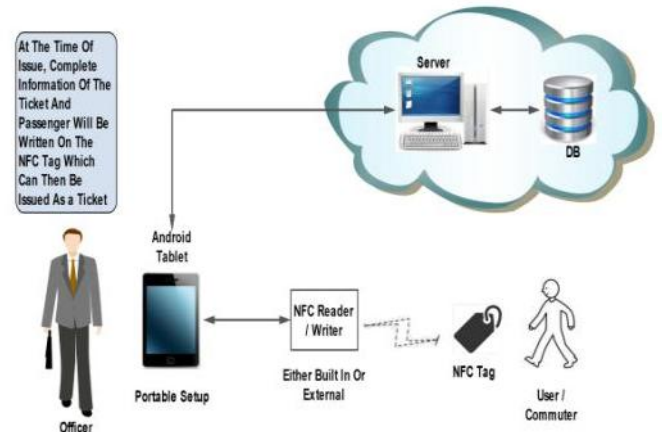 At The Time Of
Issue, Complete
Information Of The
Ticket And
Passenger Will Be
Written On The
NFC Tag Which
Can Then Be
Issued As a Ticket
Server
DB
Android
Tablet
NFC Reader
/ Writer
Either Built In Or
External
Portable Setup
NFC Tag
User /
Commuter
Officer